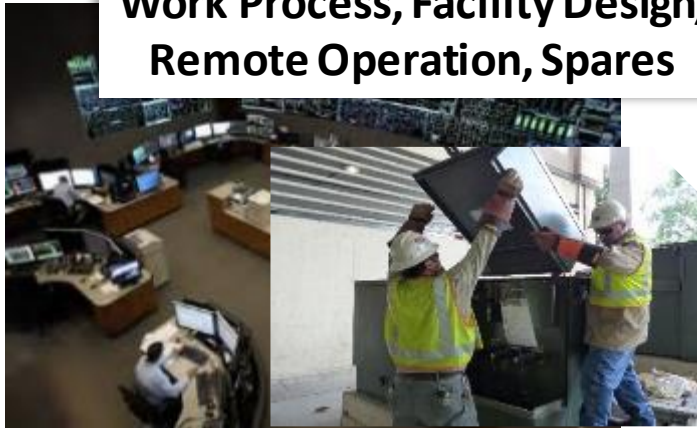 Work Process, Facility Design,
Remote Operation, Spares